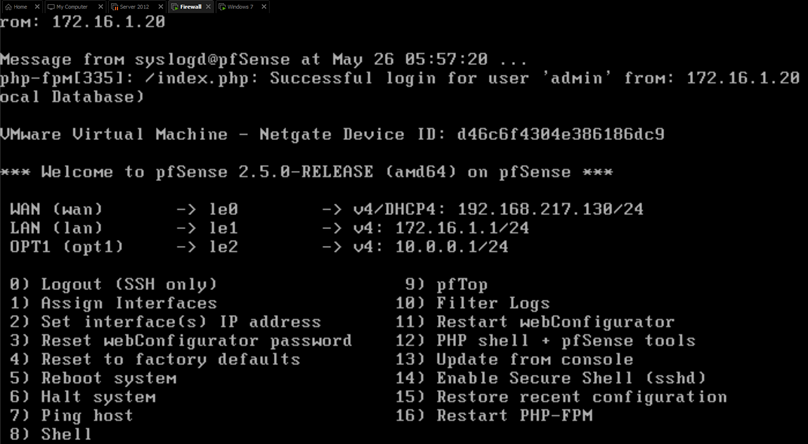 Home My Computer Server 2012 Firewall Windows 7
rom: 172.16.1.20
Message from syslogd@pfSense at May 26 05:57:20 ...
php-fpm[335]: /index.php: Successful login for user 'admin' from: 172.16.1.20
ocal Database)
VMware Virtual Machine - Netgate Device ID: d46c6f4304e386186dc9
*** Welcome to pfSense 2.5.0-RELEASE (amd64) on pfSense ***
WAN (wan) -> le0 -> v4/DHCP4: 192.168.217.130/24
LAN (lan) -> le1 -> v4: 172.16.1.1/24
OPT1 (opt1) -> le2 -> v4: 10.0.0.1/24
0) Logout (SSH only) 9) pfTop
1) Assign Interfaces 10) Filter Logs
2) Set interface(s) IP address 11) Restart webConfigurator
3) Reset webConfigurator password 12) PHP shell + pfSense tools
4) Reset to factory defaults 13) Update from console
5) Reboot system 14) Enable Secure Shell (sshd)
6) Halt system 15) Restore recent configuration
7) Ping host 16) Restart PHP-FPM
8) Shell